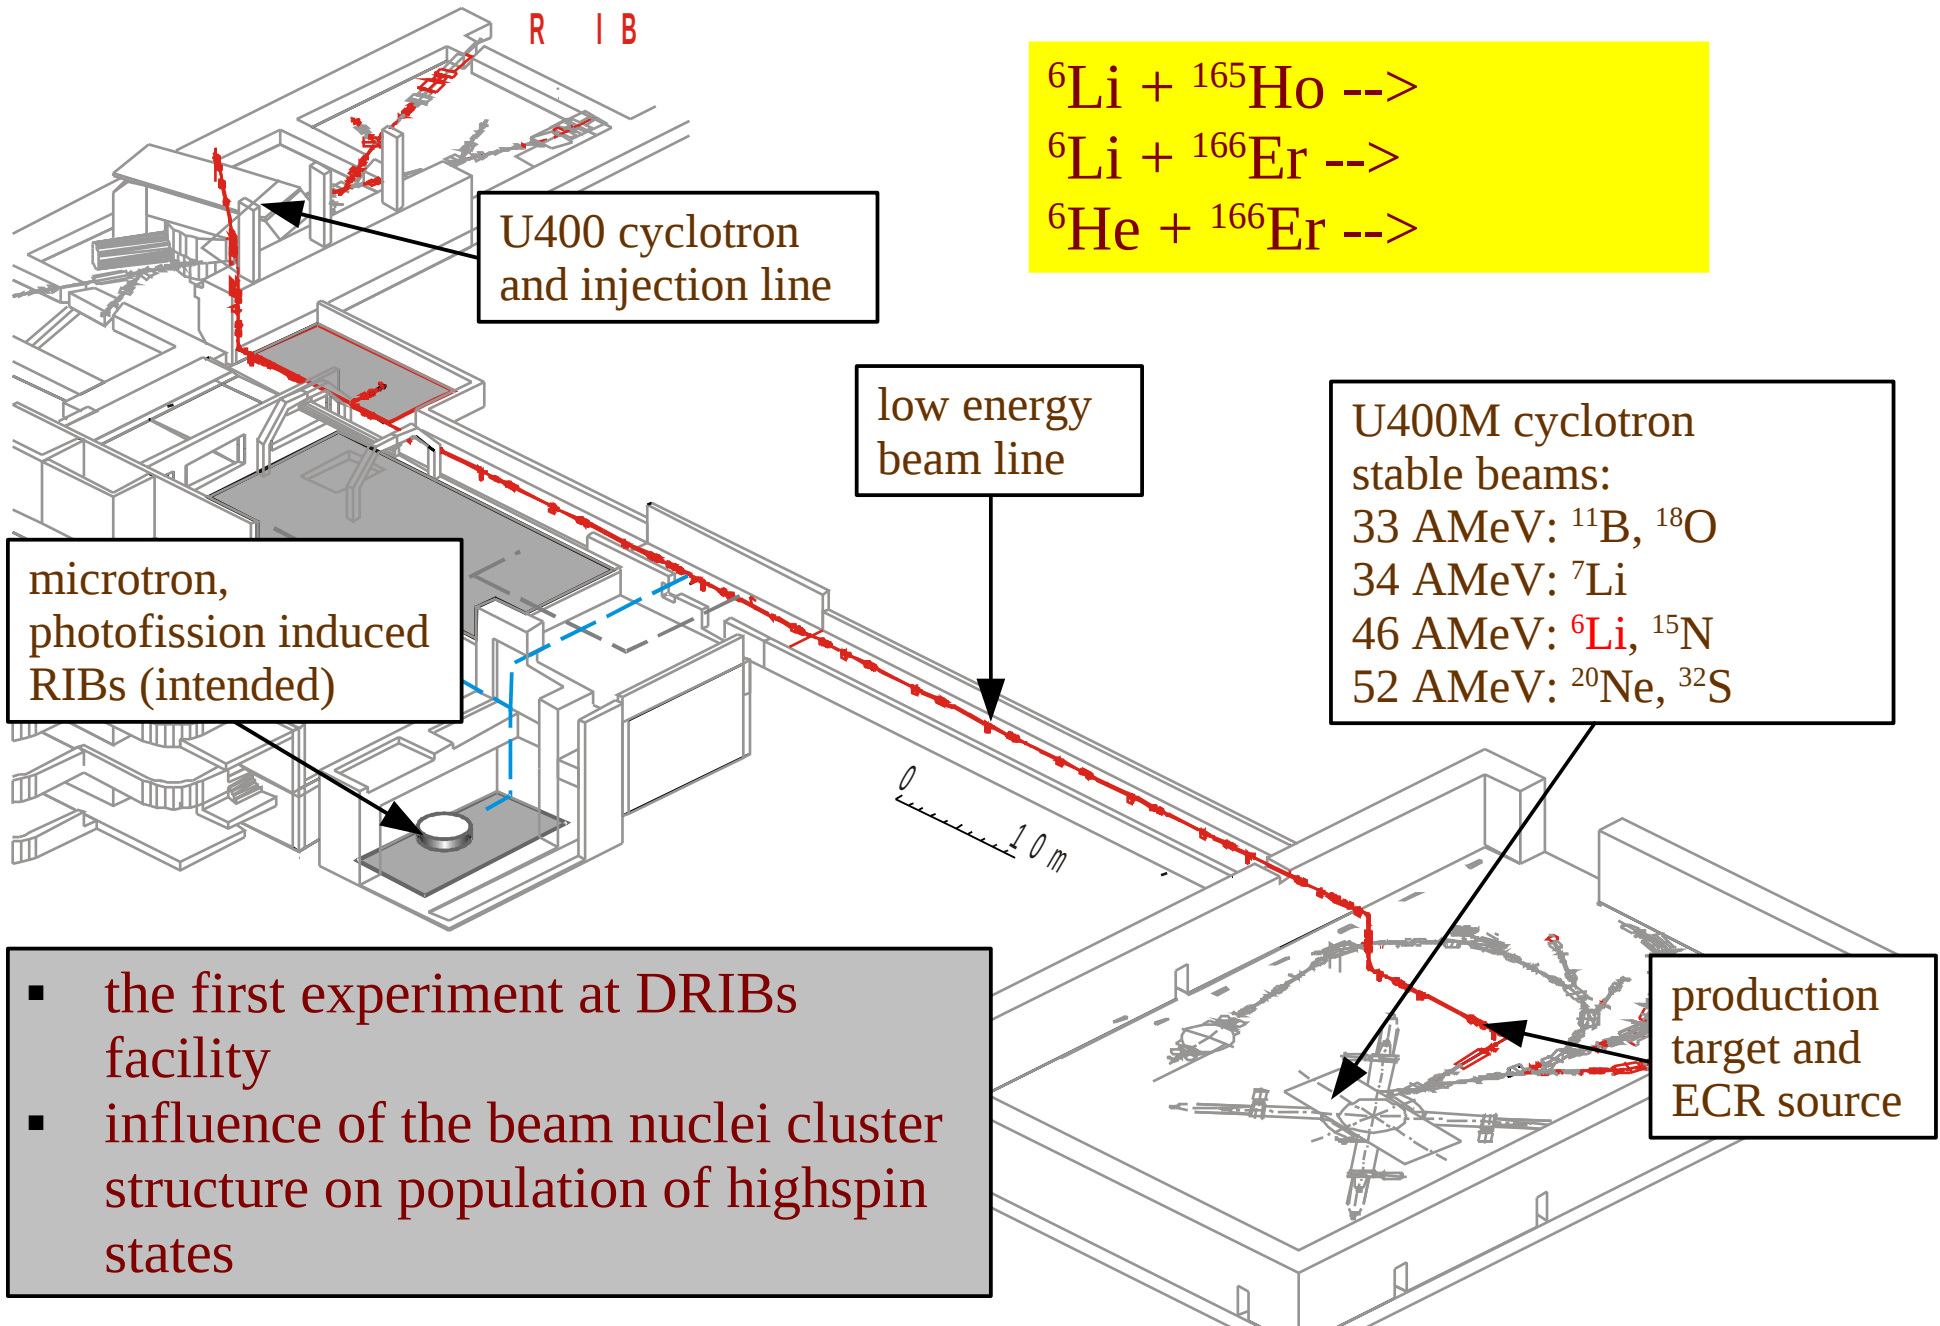 R I B
⁶Li + ¹⁶⁵Ho -->
⁶Li + ¹⁶⁶Er -->
⁶He + ¹⁶⁶Er -->
U400 cyclotron
and injection line
low energy
beam line
U400M cyclotron
stable beams:
33 AMeV: ¹¹B, ¹⁸O
34 AMeV: ⁷Li
46 AMeV: ⁶Li, ¹⁵N
52 AMeV: ²⁰Ne, ³²S
microtron,
photofission induced
RIBs (intended)
0 10m
▪ the first experiment at DRIBs
facility
▪ influence of the beam nuclei cluster
structure on population of highspin
states
production
target and
ECR source